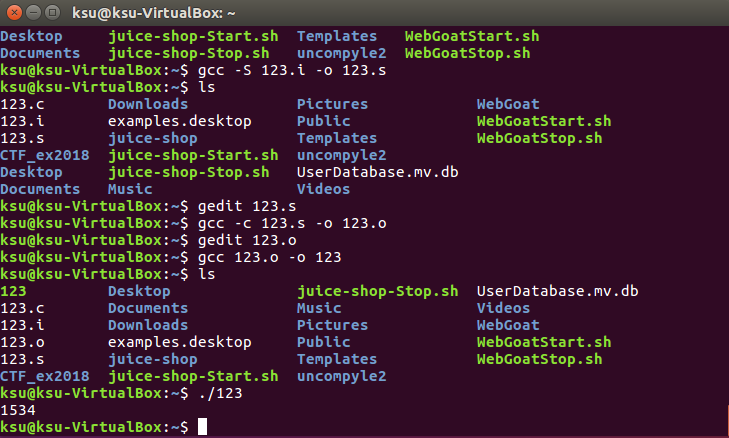 ksu@ksu-VirtualBox: ~
Desktop juice-shop-Start.sh Templates WebGoatStart.sh
Documents juice-shop-Stop.sh uncompyle2 WebGoatStop.sh
ksu@ksu-VirtualBox:~$ gcc -S 123.i -o 123.s
ksu@ksu-VirtualBox:~$ ls
123.c Downloads Pictures WebGoat
123.i examples.desktop Public WebGoatStart.sh
123.s juice-shop Templates WebGoatStop.sh
CTF_ex2018 juice-shop-Start.sh uncompyle2
Desktop juice-shop-Stop.sh UserDatabase.mv.db
Documents Music Videos
ksu@ksu-VirtualBox:~$ gedit 123.s
ksu@ksu-VirtualBox:~$ gcc -c 123.s -o 123.o
ksu@ksu-VirtualBox:~$ gedit 123.o
ksu@ksu-VirtualBox:~$ gcc 123.o -o 123
ksu@ksu-VirtualBox:~$ ls
123 Desktop juice-shop-Stop.sh UserDatabase.mv.db
123.c Documents Music Videos
123.i Downloads Pictures WebGoat
123.o examples.desktop Public WebGoatStart.sh
123.s juice-shop Templates WebGoatStop.sh
CTF_ex2018 juice-shop-Start.sh uncompyle2
ksu@ksu-VirtualBox:~$ ./123
1534
ksu@ksu-VirtualBox:~$